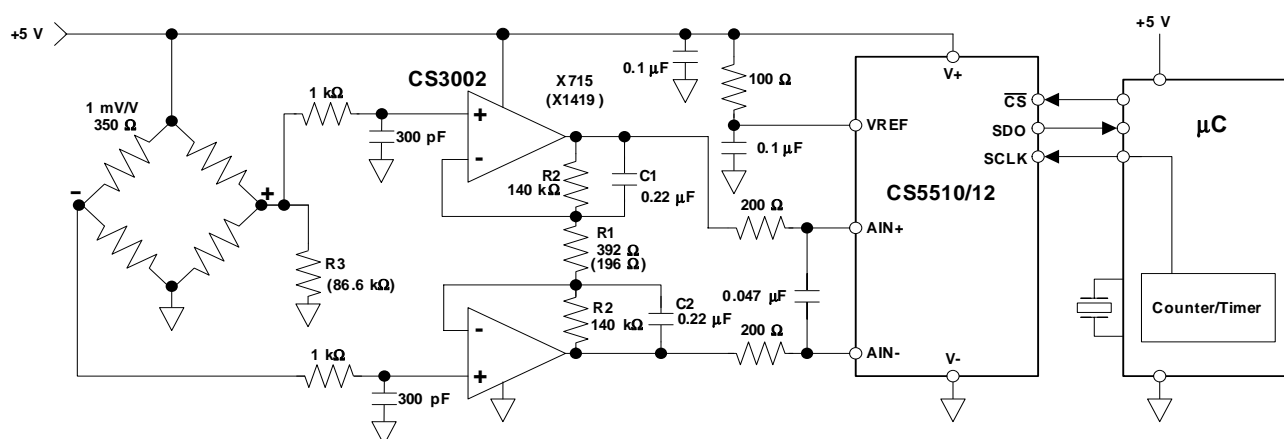 +5 V
1 mV/V
350 Ω
-
+
R3
(86.6 kΩ)
1 kΩ
300 pF
CS3002
X715
(X1419)
+
-
R2
140 kΩ
C1
0.22 µF
R1
392 Ω
(196 Ω)
R2
140 kΩ
C2
0.22 µF
-
+
1 kΩ
300 pF
0.1 µF
100 Ω
0.1 µF
200 Ω
0.047 µF
200 Ω
V+
VREF
CS
SDO
SCLK
CS5510/12
AIN+
AIN-
V-
+5 V
µC
Counter/Timer